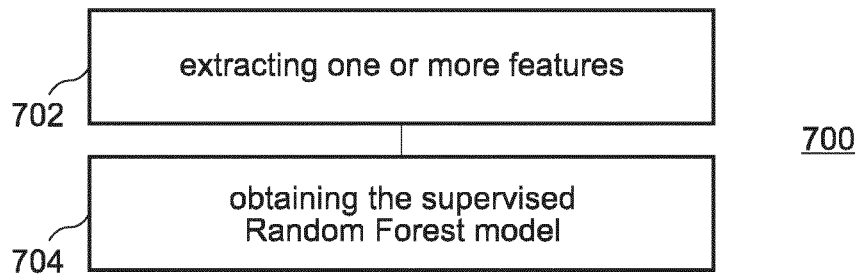 extracting one or more features
702
700
obtaining the supervised
Random Forest model
704